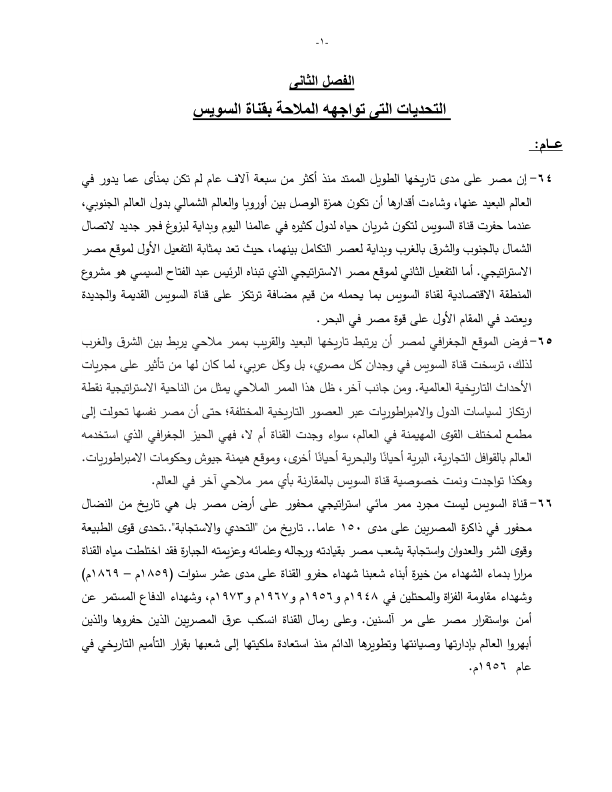 -١-
الفصل الثانى
التحديات التى تواجهه الملاحة بقناة السويس
عــام:
٦٤- إن مصر على مدى تاريخها الطويل الممتد منذ أكثر من سبعة آلاف عام لم تكن بمنأى عما يدور في
العالم البعيد عنها، وشاءت أقدارها أن تكون همزة الوصل بين أوروبا والعالم الشمالي بدول العالم الجنوبي،
عندما حفرت قناة السويس لتكون شريان حياه لدول كثيره في عالمنا اليوم وبداية لبزوغ فجر جديد لاتصال
الشمال بالجنوب والشرق بالغرب وبداية لعصر التكامل بينهما، حيث تعد بمثابة التفعيل الأول لموقع مصر
الاستراتيجي. أما التفعيل الثاني لموقع مصر الاستراتيجي الذي تبناه الرئيس عبد الفتاح السيسي هو مشروع
المنطقة الاقتصادية لقناة السويس بما يحمله من قيم مضافة ترتكز على قناة السويس القديمة والجديدة
ويعتمد في المقام الأول على قوة مصر في البحر.
٦٥- فرض الموقع الجغرافي لمصر أن يرتبط تاريخها البعيد والقريب بممر ملاحي يربط بين الشرق والغرب
لذلك، ترسخت قناة السويس في وجدان كل مصري، بل وكل عربي، لما كان لها من تأثير على مجريات
الأحداث التاريخية العالمية. ومن جانب آخر، ظل هذا الممر الملاحي يمثل من الناحية الاستراتيجية نقطة
ارتكاز لسياسات الدول والامبراطوريات عبر العصور التاريخية المختلفة؛ حتى أن مصر نفسها تحولت إلى
مطمع لمختلف القوى المهيمنة في العالم، سواء وجدت القناة أم لا، فهي الحيز الجغرافي الذي استخدمه
العالم بالقوافل التجارية، البرية أحيانًا والبحرية أحيانًا أخرى، وموقع هيمنة جيوش وحكومات الامبراطوريات.
وهكذا تواجدت ونمت خصوصية قناة السويس بالمقارنة بأي ممر ملاحي آخر في العالم.
٦٦- قناة السويس ليست مجرد ممر مائي استراتيجي محفور على أرض مصر بل هي تاريخ من النضال
محفور في ذاكرة المصريين على مدى ١٥٠ عاما.. تاريخ من "التحدي والاستجابة"..تحدى قوى الطبيعة
وقوى الشر والعدوان واستجابة يشعب مصر بقيادته ورجاله وعلمائه وعزيمته الجبارة فقد اختلطت مياه القناة
مرارا بدماء الشهداء من خيرة أبناء شعبنا شهداء حفرو القناة على مدى عشر سنوات (١٨٥٩م – ١٨٦٩م)
وشهداء مقاومة الغزاة والمحتلين في ١٩٤٨م و١٩٥٦م و١٩٦٧م و١٩٧٣م، وشهداء الدفاع المستمر عن
أمن ،واستقرار مصر على مر السنين. وعلى رمال القناة انسكب عرق المصريين الذين حفروها والذين
أبهروا العالم بإدارتها وصيانتها وتطويرها الدائم منذ استعادة ملكيتها إلى شعبها بقرار التأميم التاريخي في
عام ١٩٥٦م.